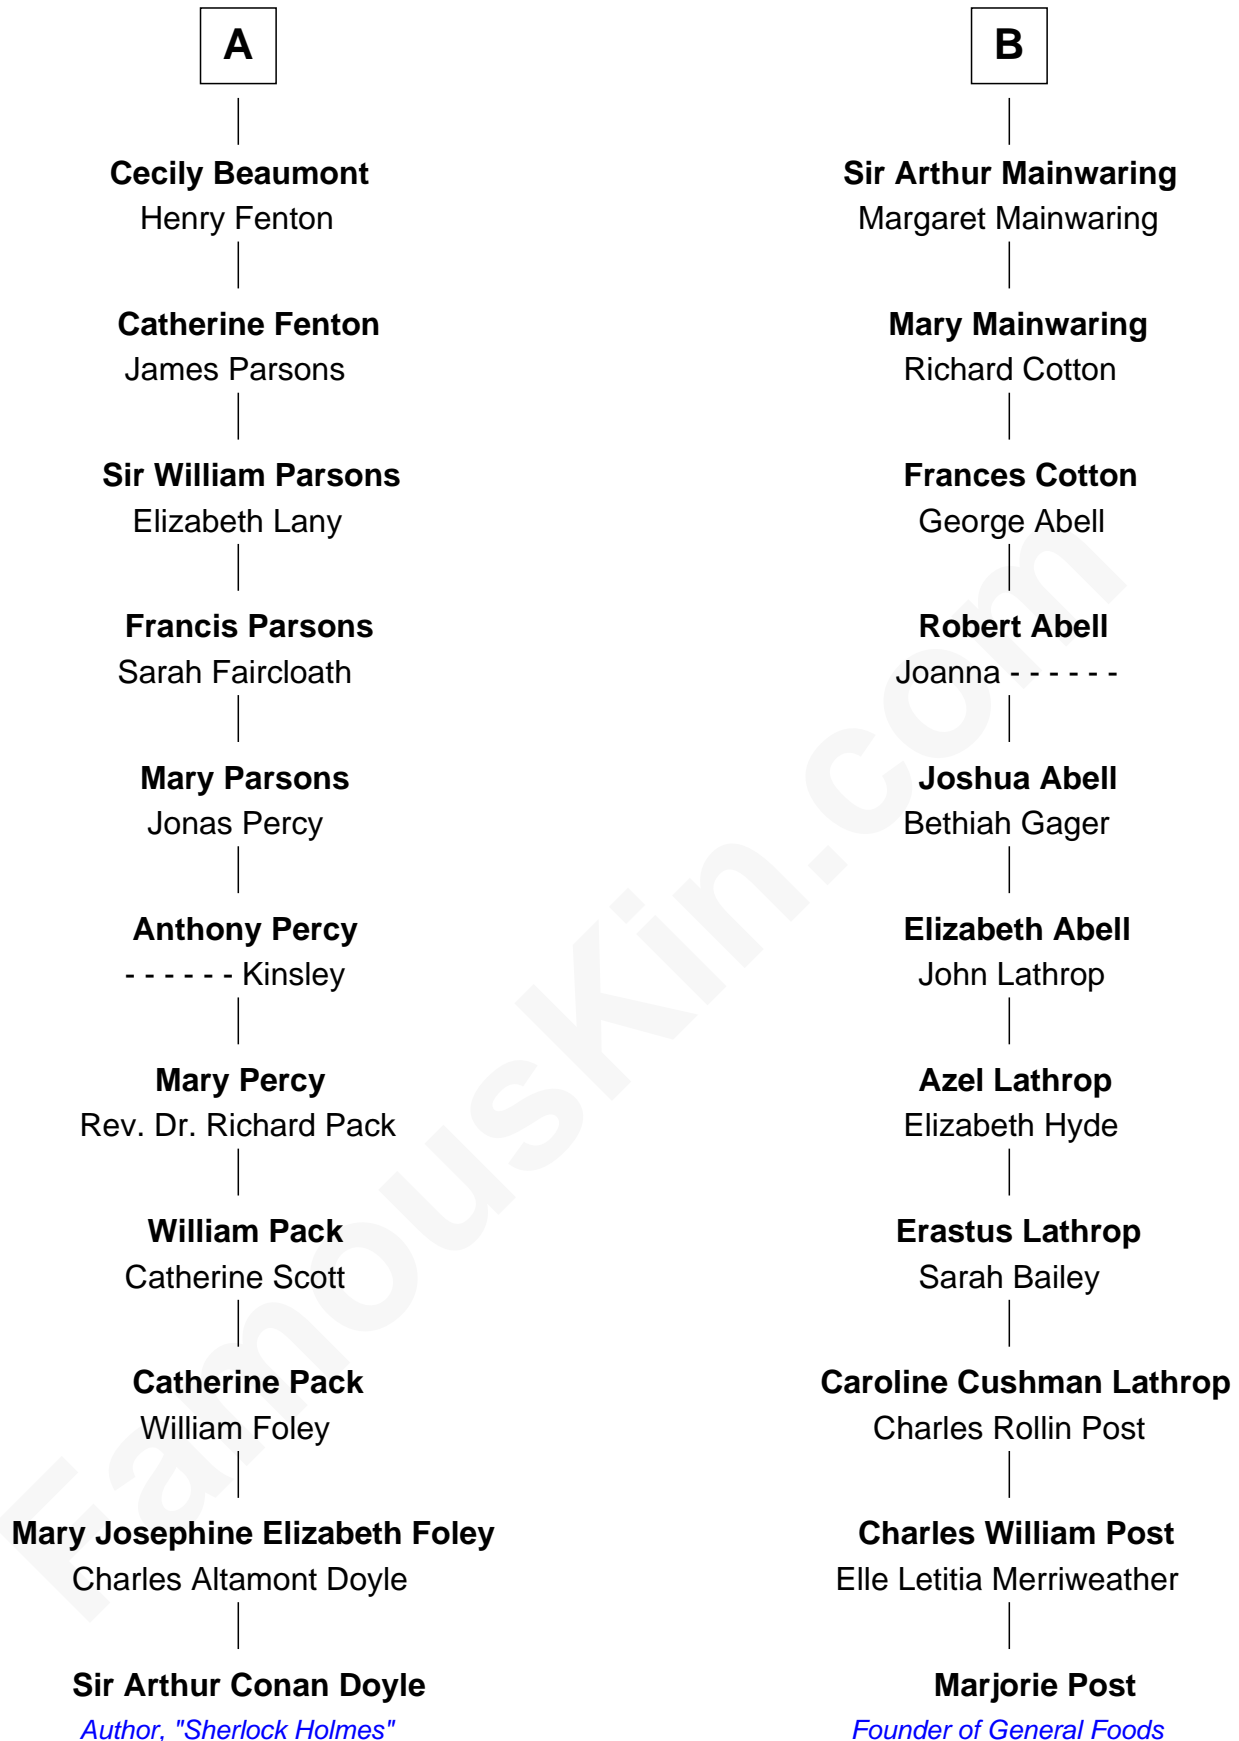 A
Cecily Beaumont
Henry Fenton
Catherine Fenton
James Parsons
Sir William Parsons
Elizabeth Lany
Francis Parsons
Sarah Faircloath
Mary Parsons
Jonas Percy
Anthony Percy
- - - - - - Kinsley
Mary Percy
Rev. Dr. Richard Pack
William Pack
Catherine Scott
Catherine Pack
William Foley
Mary Josephine Elizabeth Foley
Charles Altamont Doyle
Sir Arthur Conan Doyle
Author, "Sherlock Holmes"
B
Sir Arthur Mainwaring
Margaret Mainwaring
Mary Mainwaring
Richard Cotton
Frances Cotton
George Abell
Robert Abell
Joanna - - - - - -
Joshua Abell
Bethiah Gager
Elizabeth Abell
John Lathrop
Azel Lathrop
Elizabeth Hyde
Erastus Lathrop
Sarah Bailey
Caroline Cushman Lathrop
Charles Rollin Post
Charles William Post
Elle Letitia Merriweather
Marjorie Post
Founder of General Foods
FamousKin.com